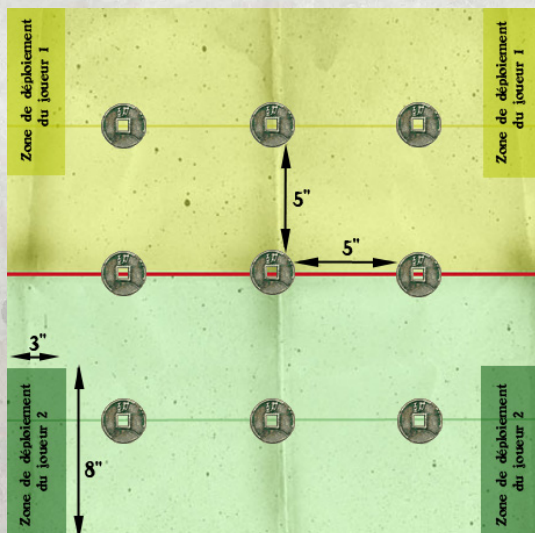 Zone de déploiement
du joueur 1
Zone de déploiement
du joueur 1
5"
5"
3"
8"
Zone de déploiement
du joueur 2
Zone de déploiement
du joueur 2